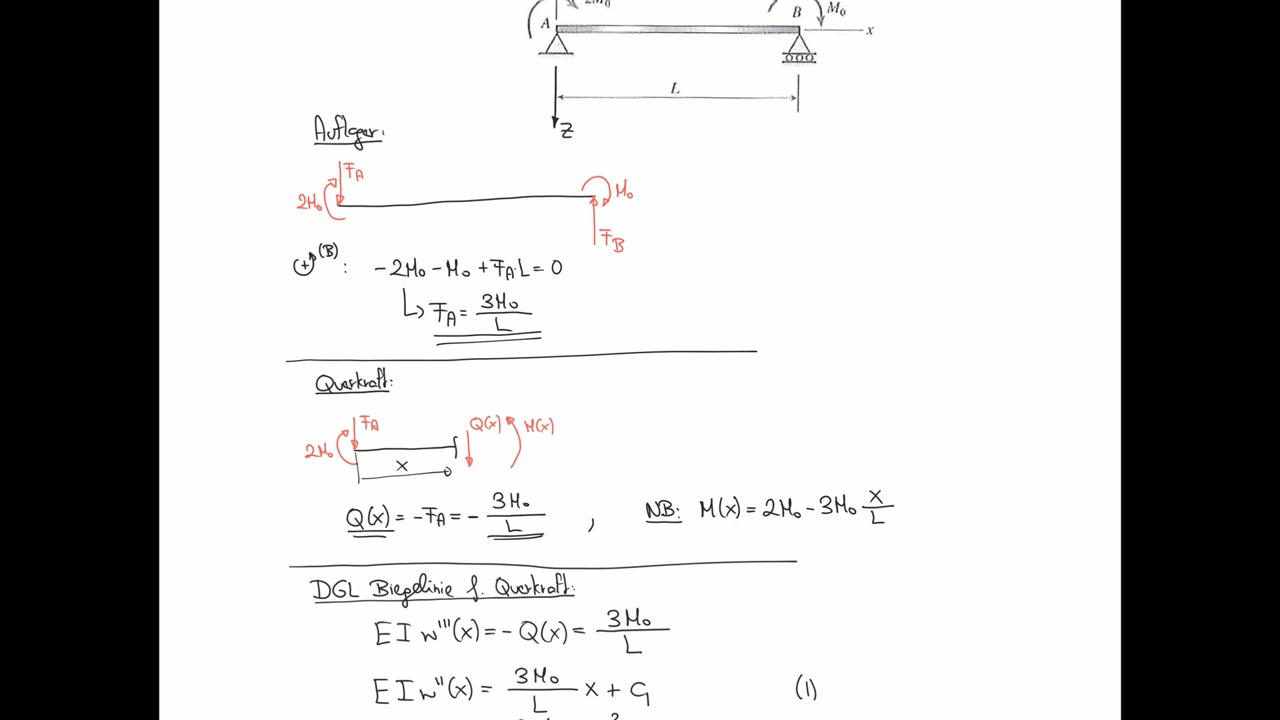 2M₀
A B M₀
x
L
z
Auflager:
F_A
2M₀ M₀
F_B
(+)^(B) : -2M₀ - M₀ + F_A·L = 0
↳ F_A = 3M₀/L
Querkraft:
F_A Q(x) M(x)
2M₀
x
Q(x) = -F_A = - 3M₀/L , NB: M(x) = 2M₀ - 3M₀ x/L
DGL Biegelinie f. Querkraft:
EI w'''(x) = - Q(x) = 3M₀/L
EI w''(x) = 3M₀/L x + C₁ (1)